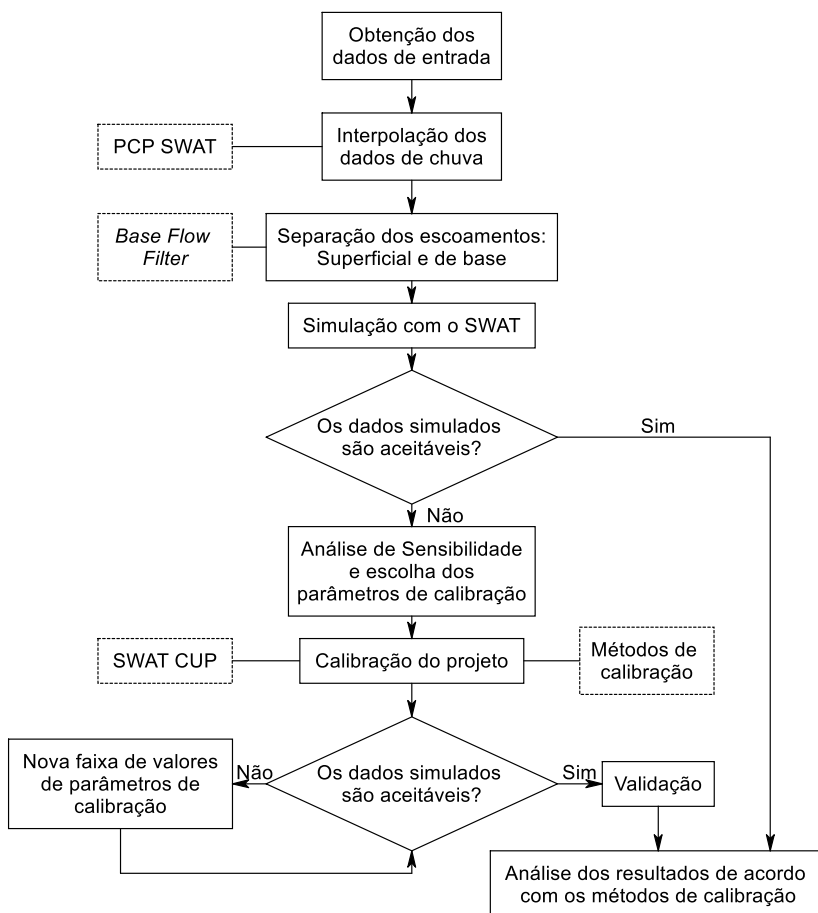 Obtenção dos
dados de entrada
PCP SWAT
Interpolação dos
dados de chuva
Base Flow
Filter
Separação dos escoamentos:
Superficial e de base
Simulação com o SWAT
Os dados simulados
são aceitáveis?
Sim
Não
Análise de Sensibilidade
e escolha dos
parâmetros de calibração
SWAT CUP
Calibração do projeto
Métodos de
calibração
Nova faixa de valores
de parâmetros de
calibração
Não
Os dados simulados
são aceitáveis?
Sim
Validação
Análise dos resultados de acordo
com os métodos de calibração